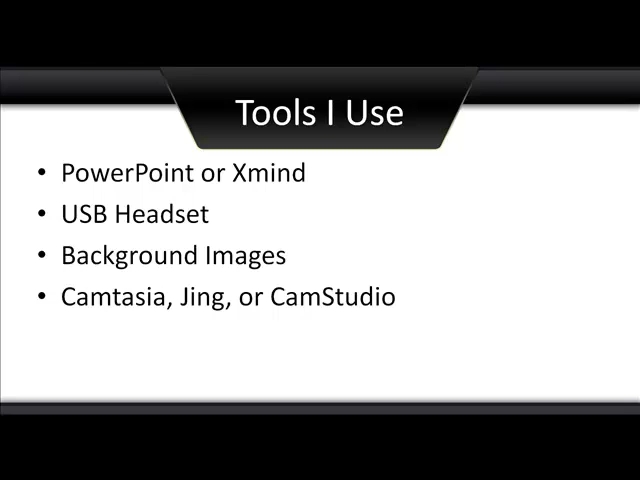 Tools I Use
• PowerPoint or Xmind
• USB Headset
• Background Images
• Camtasia, Jing, or CamStudio